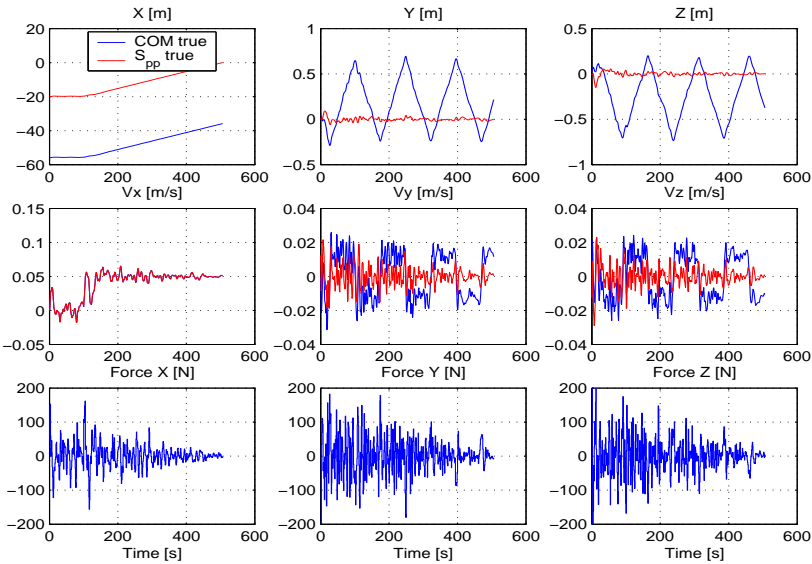 X [m] Y [m] Z [m]
20 1 1
COM true
S_pp true
0 0.5 0.5
−20 0
−40 0 −0.5
−60 −0.5 −1
0 200 400 600 0 200 400 600 0 200 400 600
Vx [m/s] Vy [m/s] Vz [m/s]
0.15 0.04 0.04
0.1 0.02 0.02
0.05 0 0
0 −0.02 −0.02
−0.05 −0.04 −0.04
0 200 400 600 0 200 400 600 0 200 400 600
Force X [N] Force Y [N] Force Z [N]
200 200 200
100 100 100
0 0 0
−100 −100 −100
−200 −200 −200
0 200 400 600 0 200 400 600 0 200 400 600
Time [s] Time [s] Time [s]